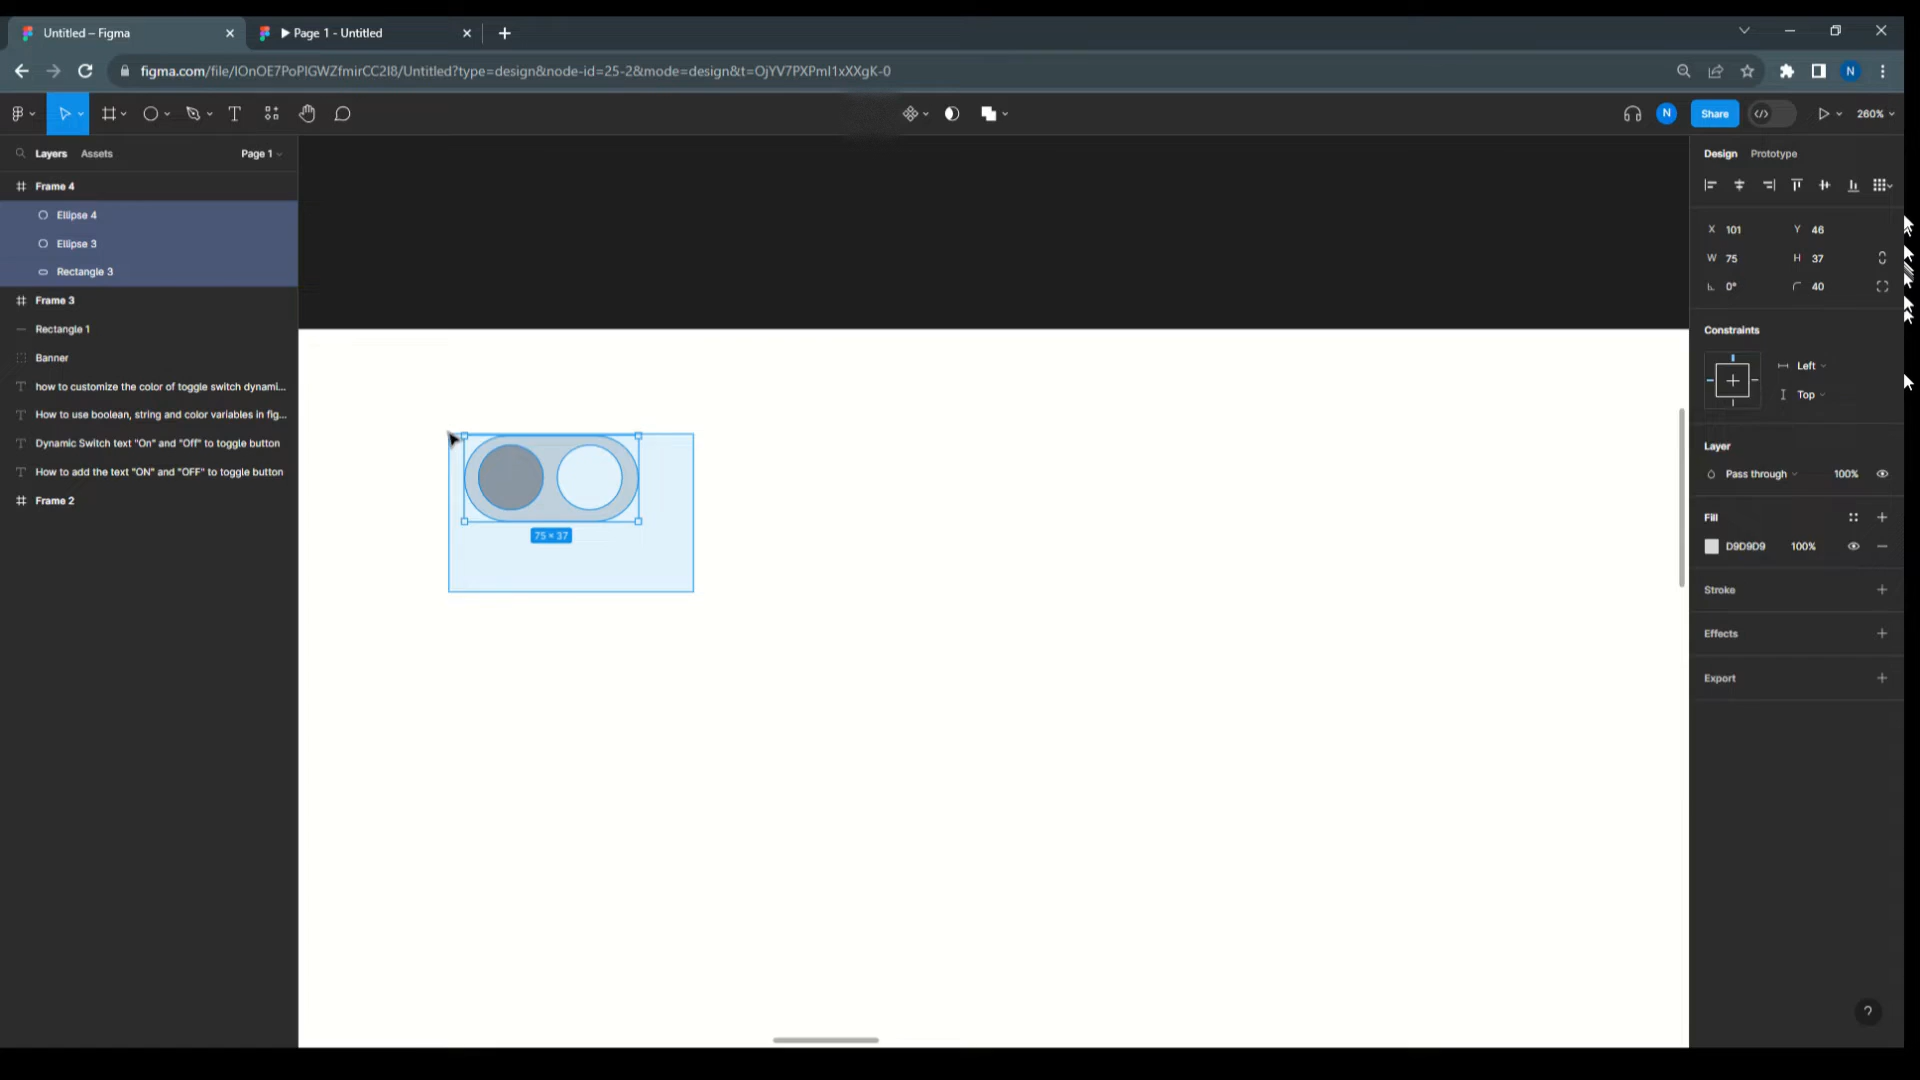 Untitled – Figma
Page 1 - Untitled
figma.com/file/lOnOE7PoPlGWZfmirCC2I8/Untitled?type=design&node-id=25-2&mode=design&t=OjYV7PXPmI1xXXgK-0
N
N
Share
260%
Layers
Assets
Page 1
Design
Prototype
Frame 4
Ellipse 4
Ellipse 3
Rectangle 3
Frame 3
Rectangle 1
Banner
how to customize the color of toggle switch dynami...
How to use boolean, string and color variables in fig...
Dynamic Switch text "On" and "Off" to toggle button
How to add the text "ON" and "OFF" to toggle button
Frame 2
75 × 37
X 101 Y 46
W 75 H 37
0° 40
Constraints
Left
Top
Layer
Pass through 100%
Fill
D9D9D9 100%
Stroke
Effects
Export
?